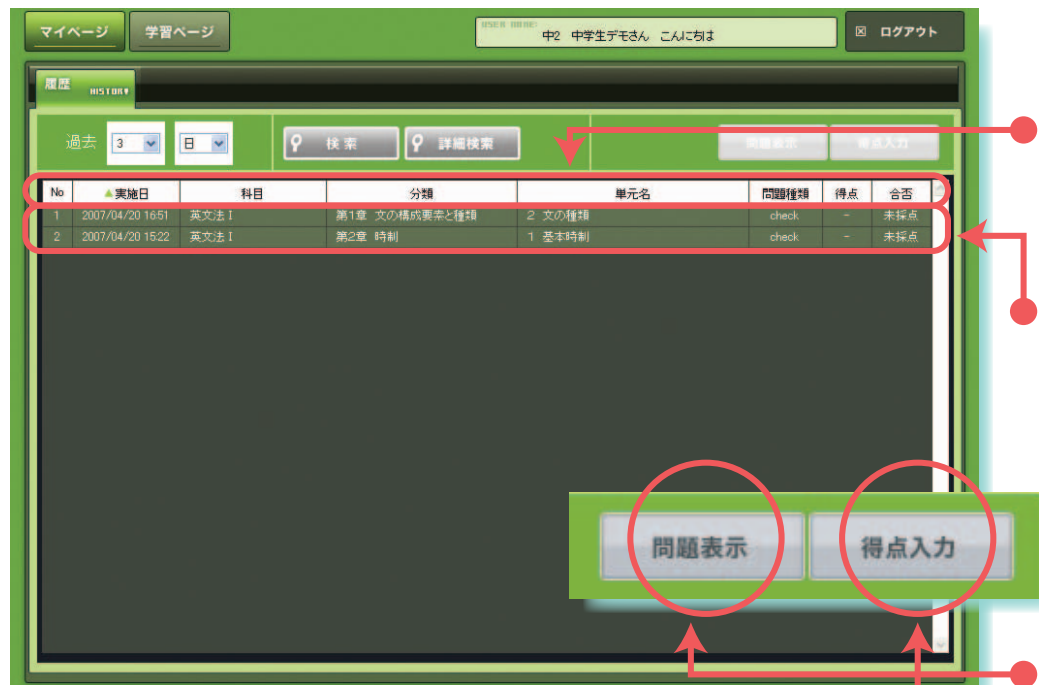 マイページ 学習ページ
USER NAME
中2 中学生デモさん こんにちは
ログアウト
履歴 HISTORY
過去 3 日 検索 詳細検索 問題表示 得点入力
No ▲実施日 科目 分類 単元名 問題種類 得点 合否
1 2007/04/20 16:51 英文法 I 第1章 文の構成要素と種類 2 文の種類 check - 未採点
2 2007/04/20 15:22 英文法 I 第2章 時制 1 基本時制 check - 未採点
問題表示 得点入力